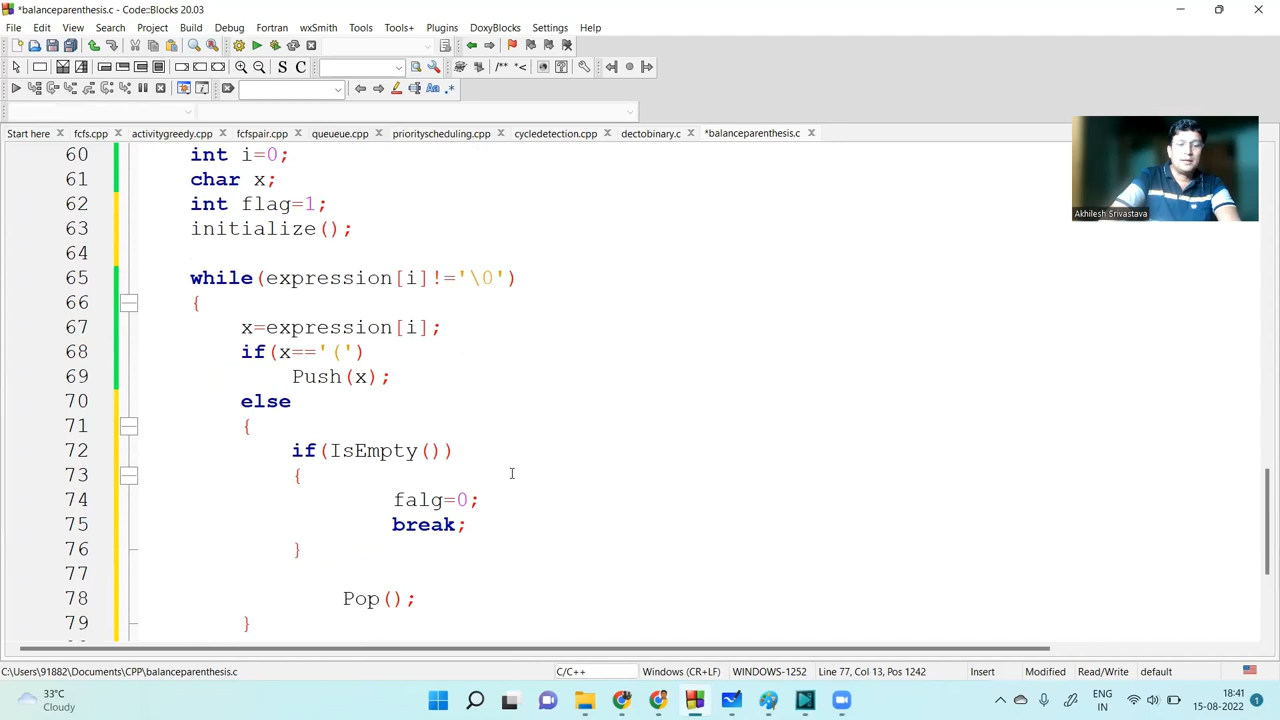 *balanceparenthesis.c - Code::Blocks 20.03
File Edit View Search Project Build Debug Fortran wxSmith Tools Tools+ Plugins DoxyBlocks Settings Help
Start here fcfs.cpp activitygreedy.cpp fcfspair.cpp queueue.cpp priorityscheduling.cpp cycledetection.cpp dectobinary.c *balanceparenthesis.c
60 int i=0;
61 char x;
62 int flag=1;
63 initialize();
64
65 while(expression[i]!='\0')
66 {
67 x=expression[i];
68 if(x=='(')
69 Push(x);
70 else
71 {
72 if(IsEmpty())
73 {
74 falg=0;
75 break;
76 }
77
78 Pop();
79 }
Akhilesh Srivastava
C:\Users\91882\Documents\CPP\balanceparenthesis.c C/C++ Windows (CR+LF) WINDOWS-1252 Line 77, Col 13, Pos 1242 Insert Modified Read/Write default
33°C
Cloudy
ENG
IN
18:41
15-08-2022
1